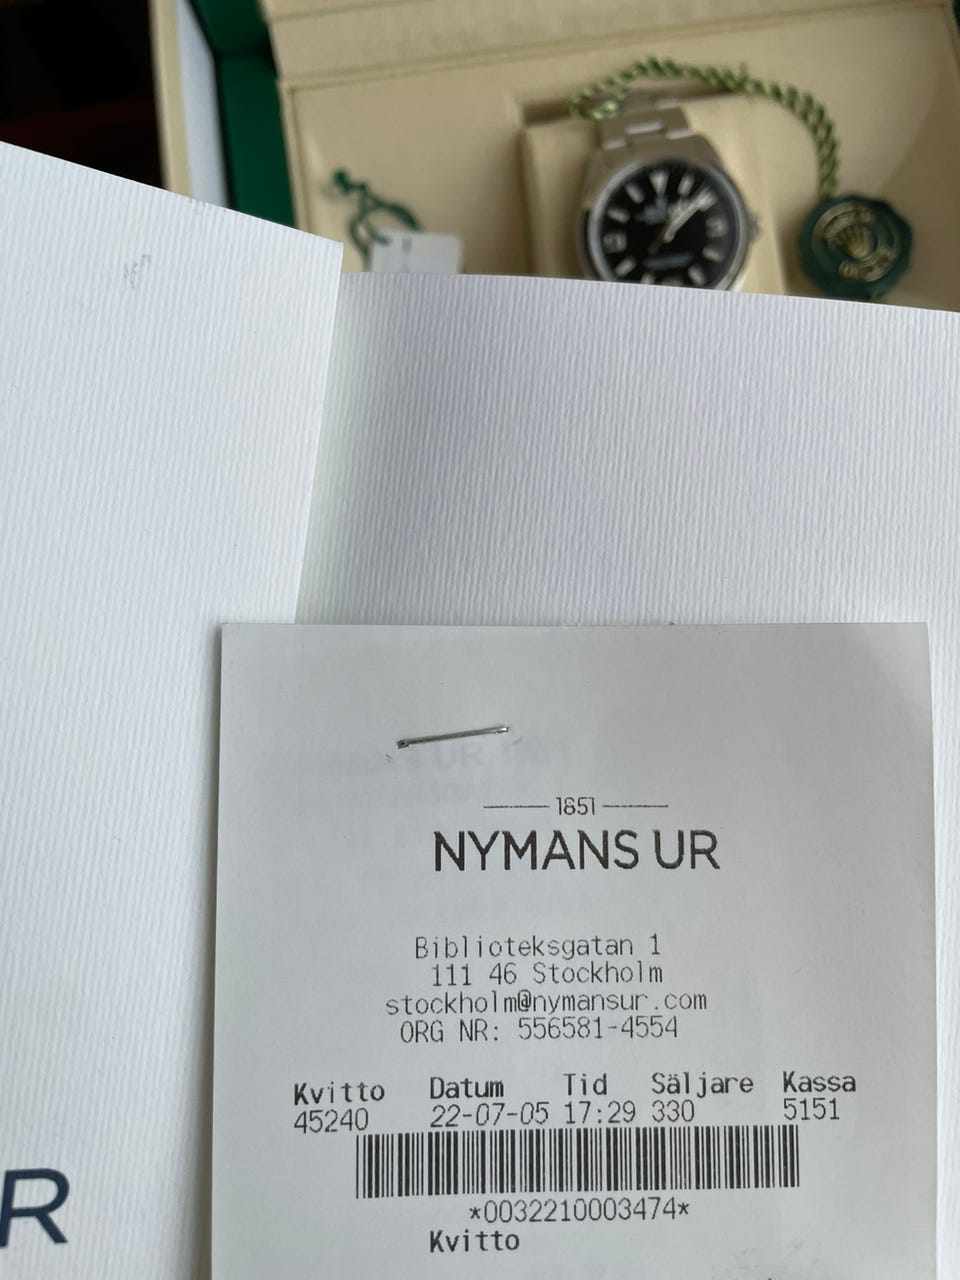 1851
NYMANS UR
Biblioteksgatan 1
111 46 Stockholm
stockholm@nymansur.com
ORG NR: 556581-4554
Kvitto Datum Tid Säljare Kassa
45240 22-07-05 17:29 330 5151
*0032210003474*
Kvitto
R